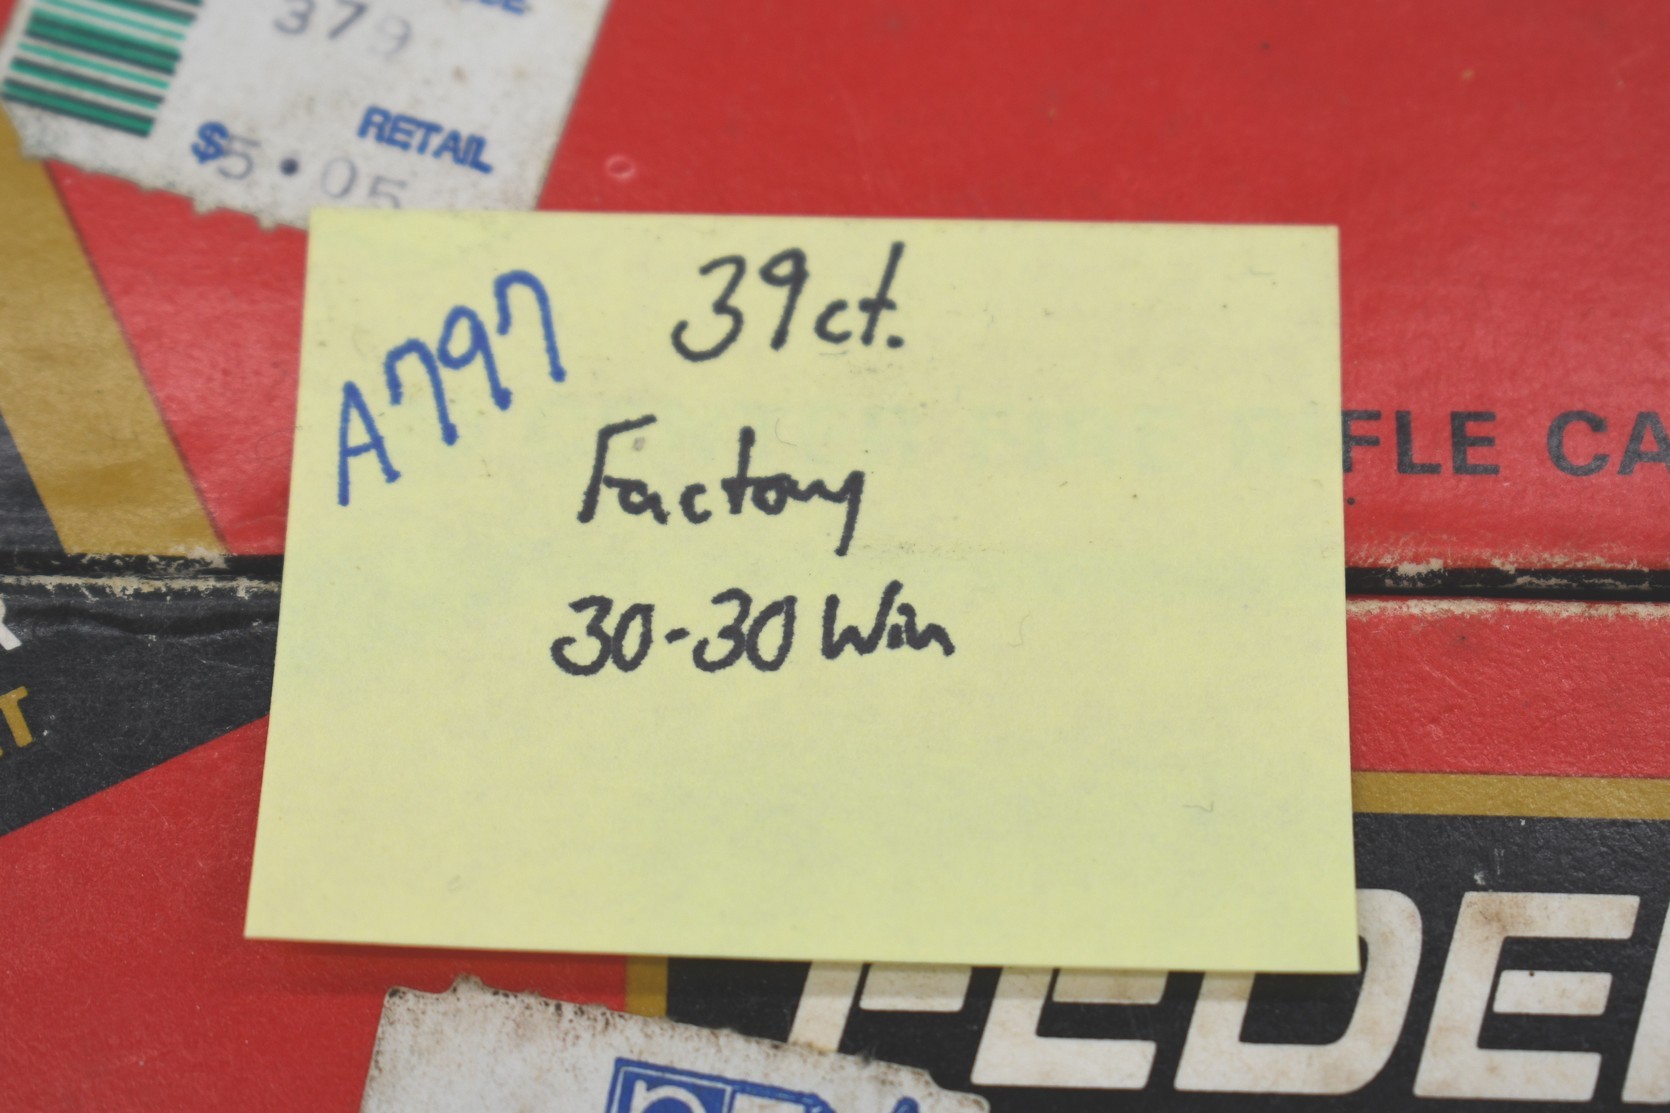 379
RETAIL
$5.05
A797
39ct.
Factory
30-30 Win
FLE CA
FEDE